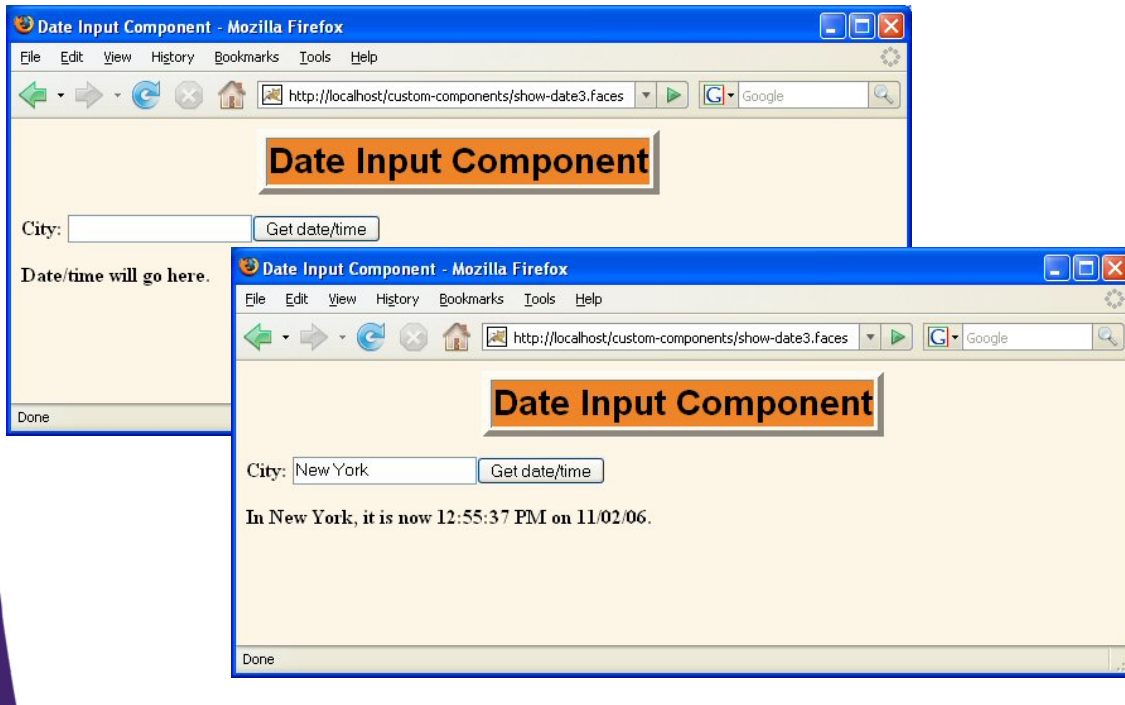 Date Input Component - Mozilla Firefox
File Edit View History Bookmarks Tools Help
http://localhost/custom-components/show-date3.faces G Google
Date Input Component
City: Get date/time
Date/time will go here.
Done
Date Input Component - Mozilla Firefox
File Edit View History Bookmarks Tools Help
http://localhost/custom-components/show-date3.faces G Google
Date Input Component
City: New York Get date/time
In New York, it is now 12:55:37 PM on 11/02/06.
Done